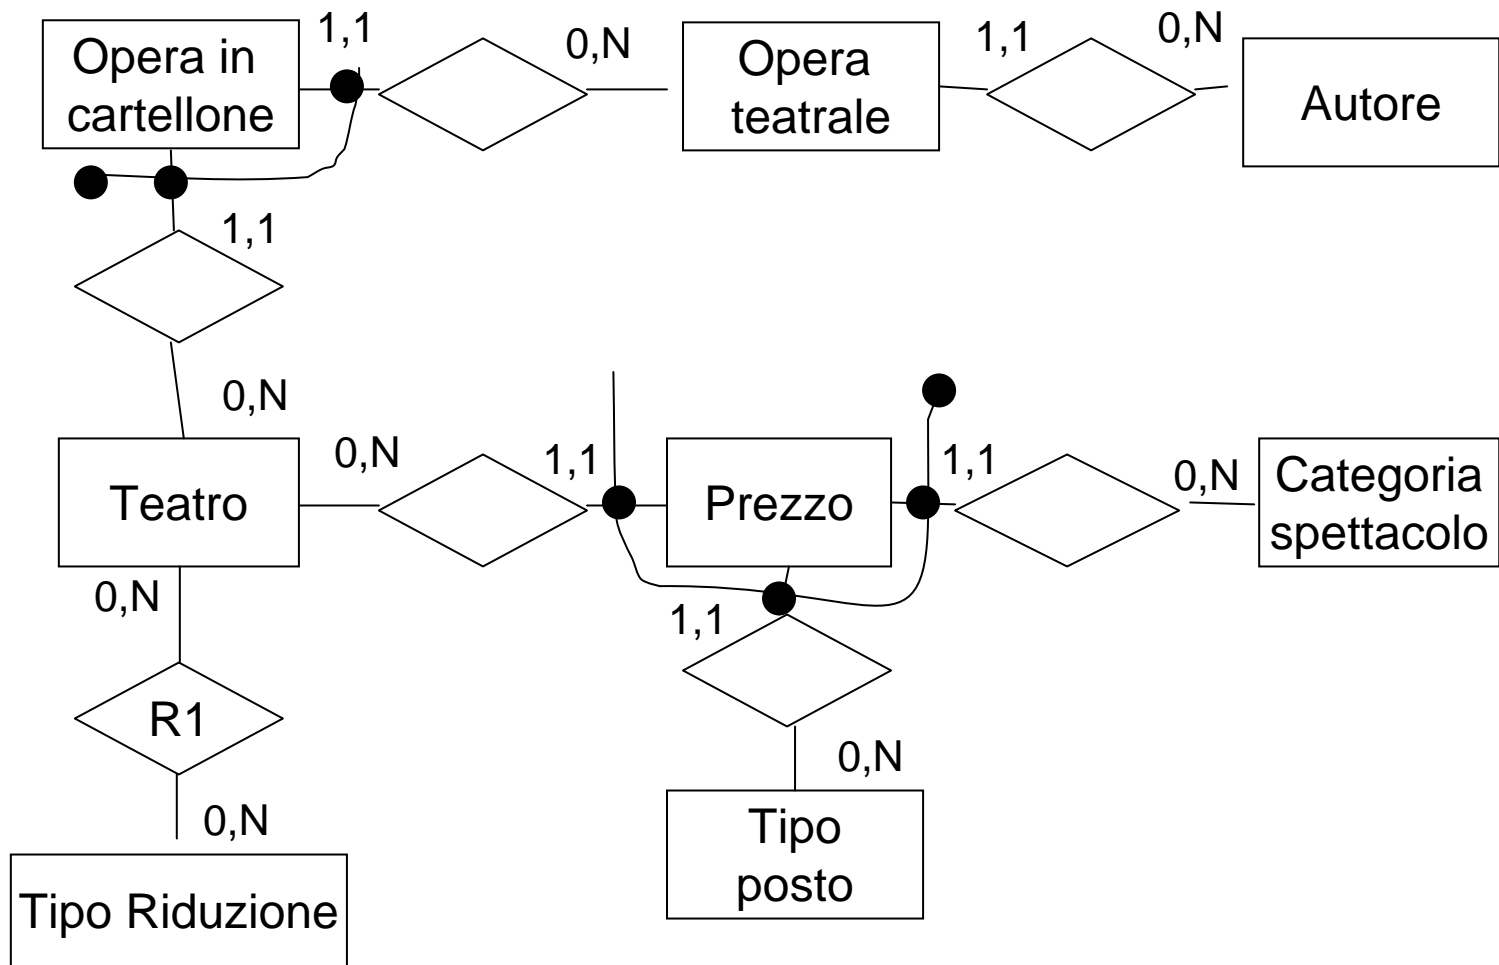 1,1
0,N
1,1
0,N
Opera in
cartellone
Opera
teatrale
Autore
1,1
0,N
0,N
1,1
1,1
0,N
Teatro
Prezzo
Categoria
spettacolo
0,N
1,1
R1
0,N
0,N
Tipo
posto
Tipo Riduzione